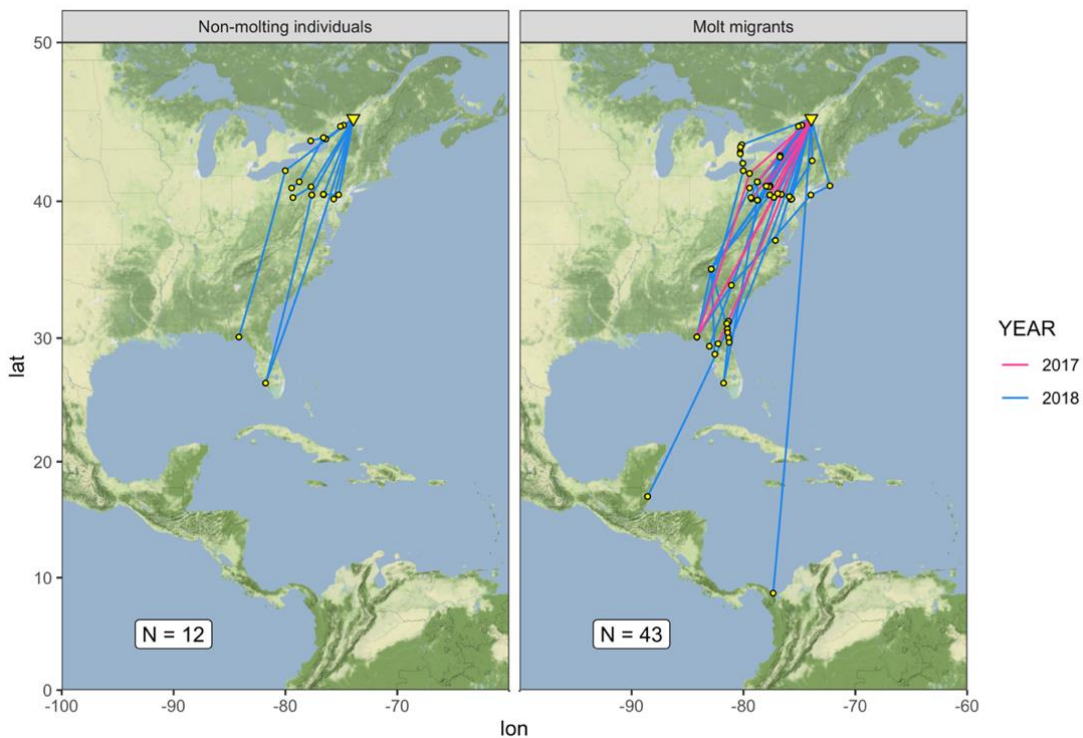 Non-molting individuals
Molt migrants
50
40
30
20
10
0
lat
N = 12
N = 43
YEAR
2017
2018
-100
-90
-80
-70
-90
-80
-70
-60
lon